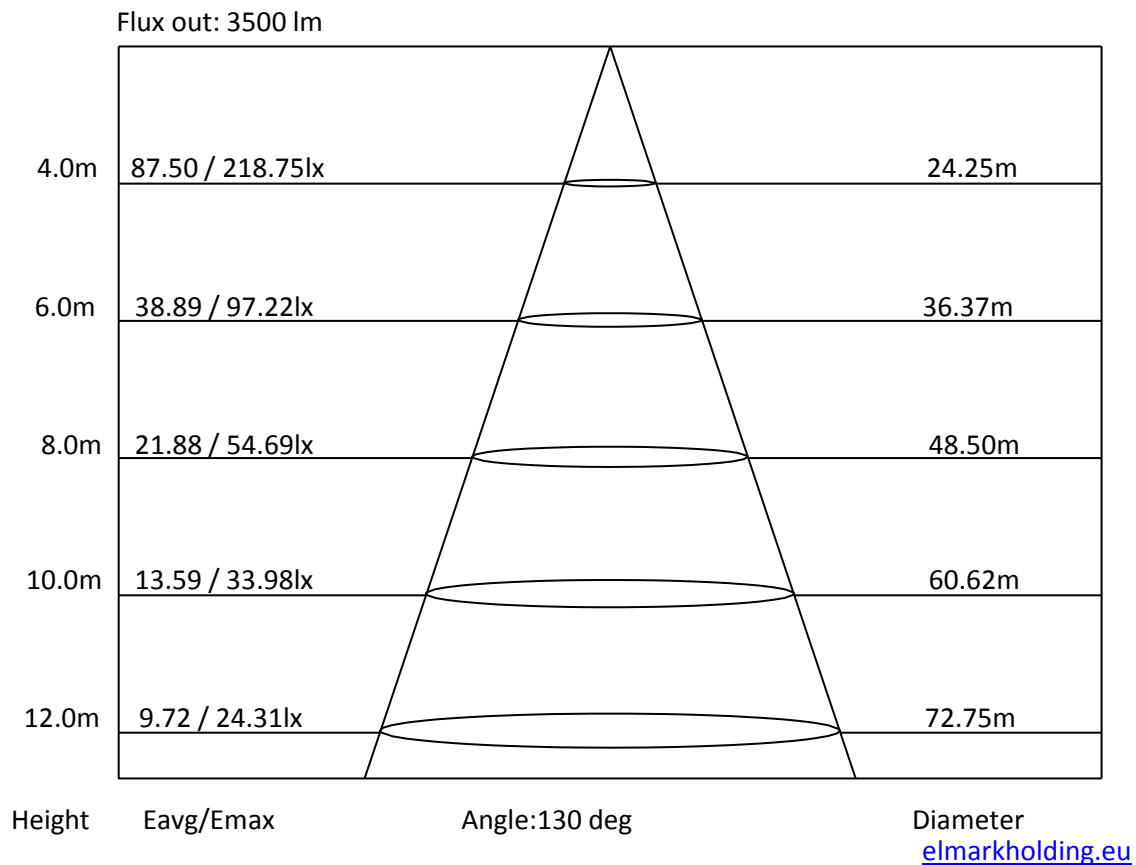 Flux out: 3500 lm
4.0m 87.50 / 218.75lx 24.25m
6.0m 38.89 / 97.22lx 36.37m
8.0m 21.88 / 54.69lx 48.50m
10.0m 13.59 / 33.98lx 60.62m
12.0m 9.72 / 24.31lx 72.75m
Height Eavg/Emax Angle:130 deg Diameter
elmarkholding.eu